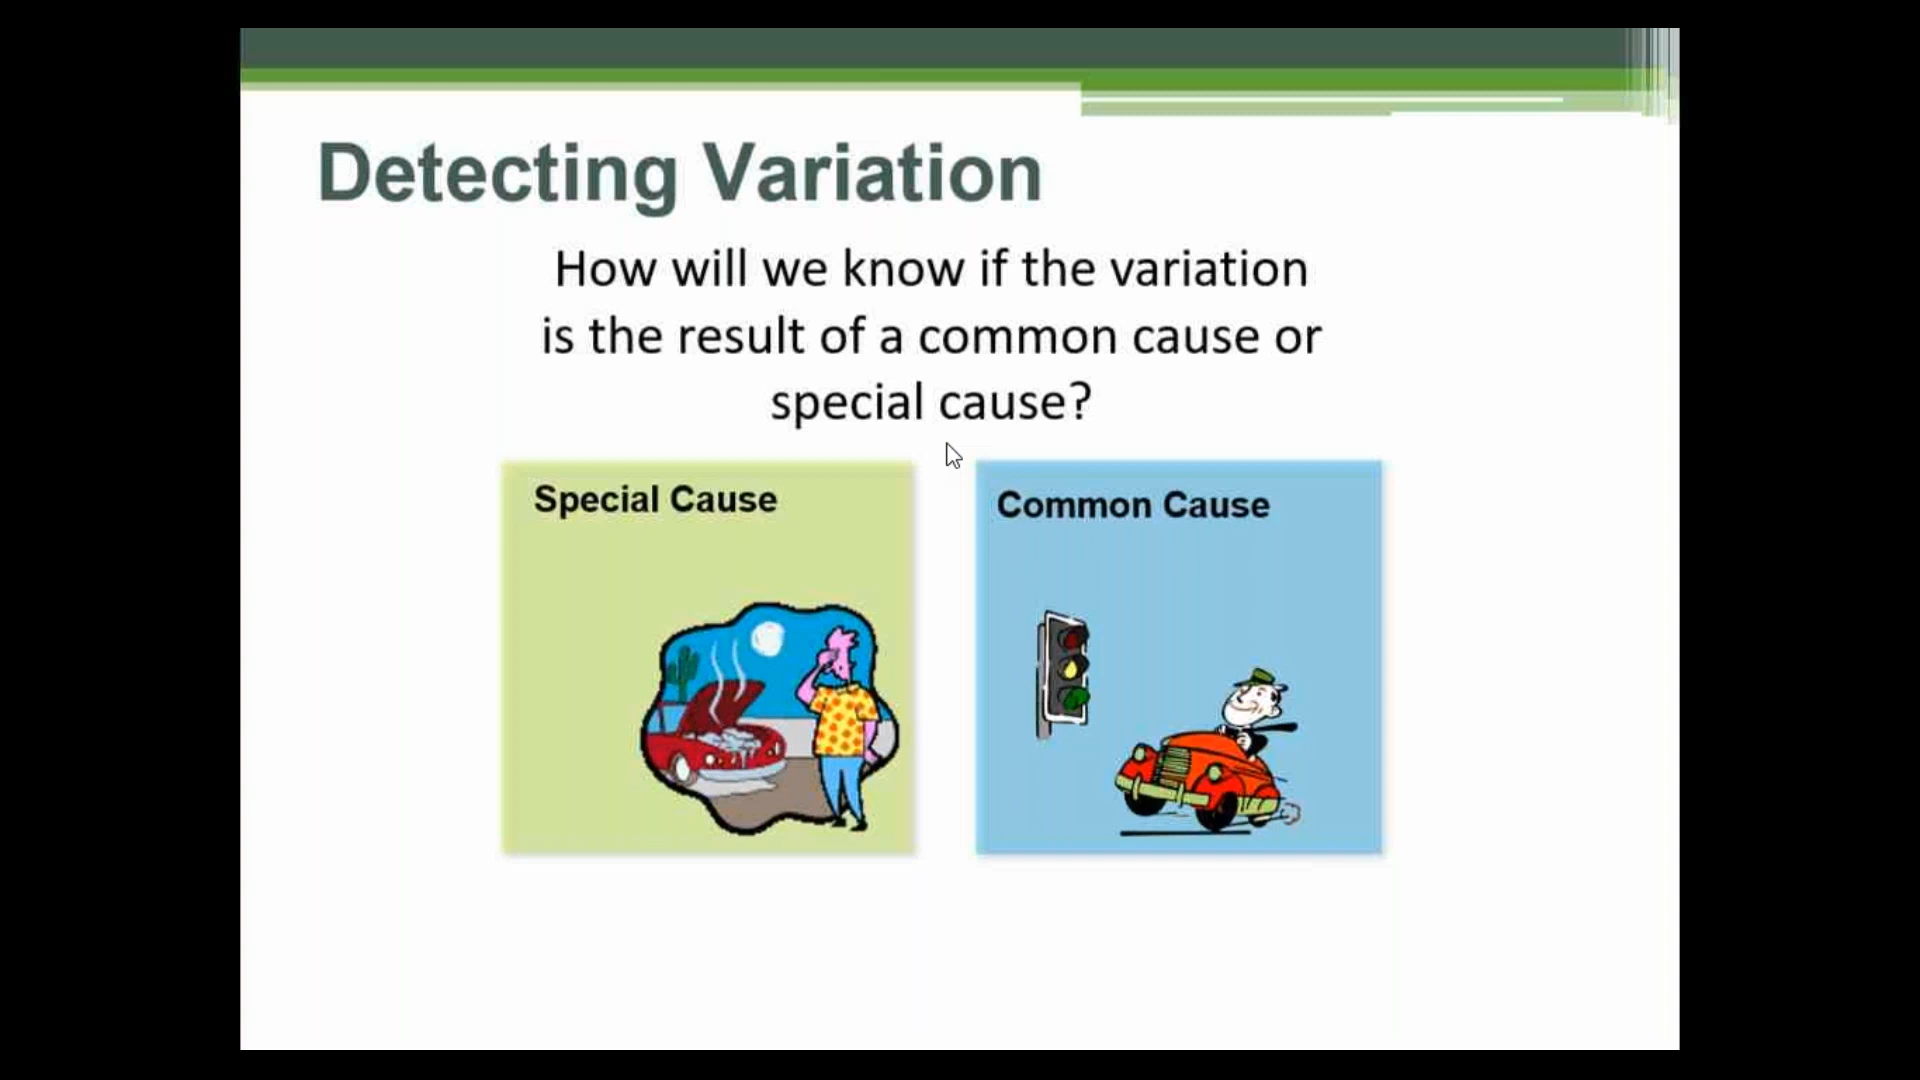 Detecting Variation
How will we know if the variation
is the result of a common cause or
special cause?
Special Cause
Common Cause